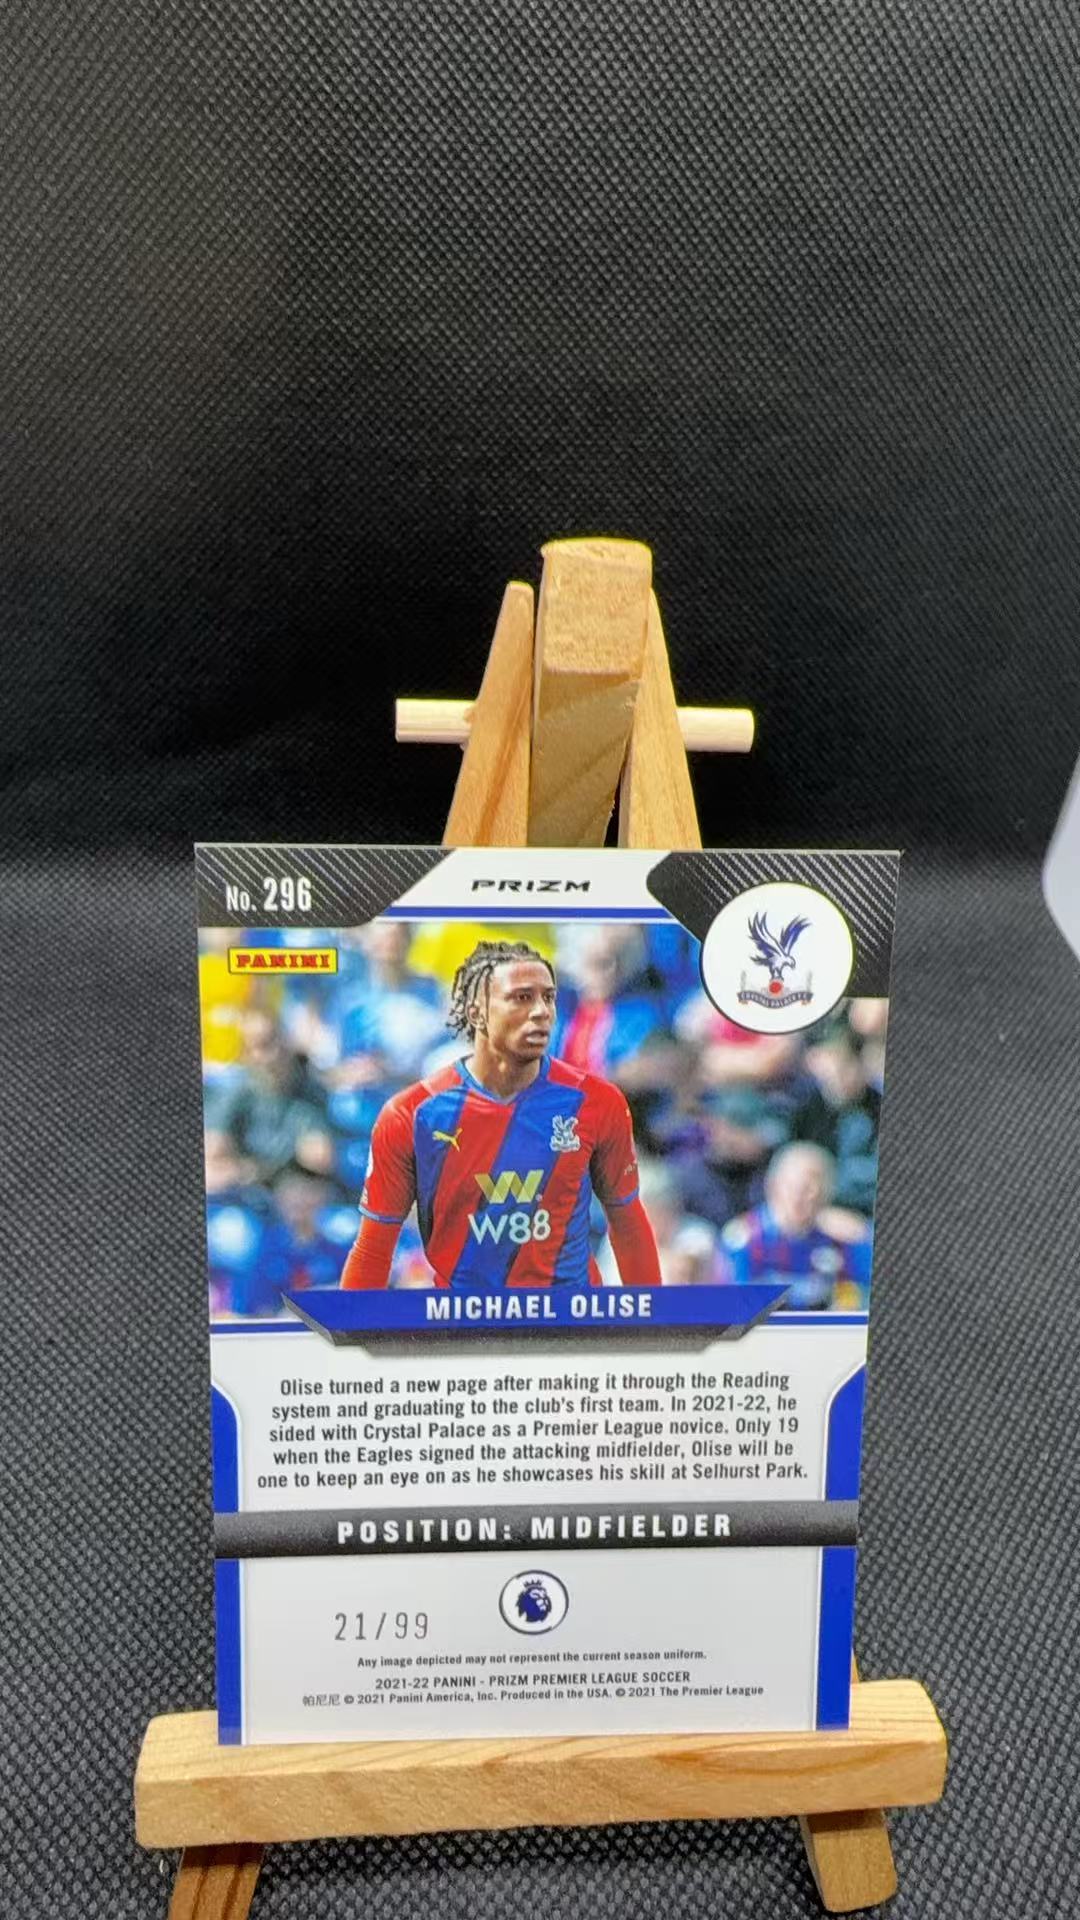 No. 296
PRIZM
PANINI
CRYSTAL PALACE F.C.
W.
W88
MICHAEL OLISE
Olise turned a new page after making it through the Reading
system and graduating to the club's first team. In 2021-22, he
sided with Crystal Palace as a Premier League novice. Only 19
when the Eagles signed the attacking midfielder, Olise will be
one to keep an eye on as he showcases his skill at Selhurst Park.
POSITION: MIDFIELDER
21/99
Any image depicted may not represent the current season uniform.
2021-22 PANINI - PRIZM PREMIER LEAGUE SOCCER
帕尼尼 © 2021 Panini America, Inc. Produced in the USA. © 2021 The Premier League